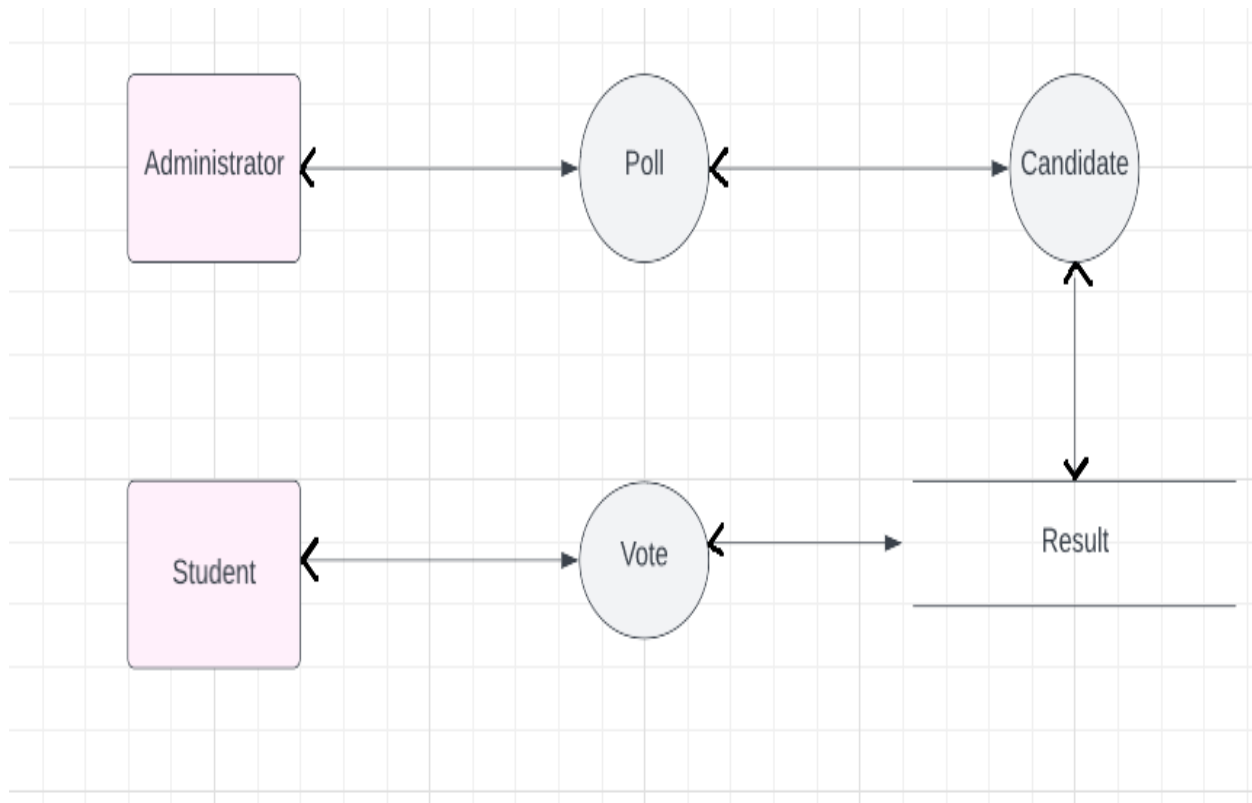 Administrator
Poll
Candidate
Student
Vote
Result